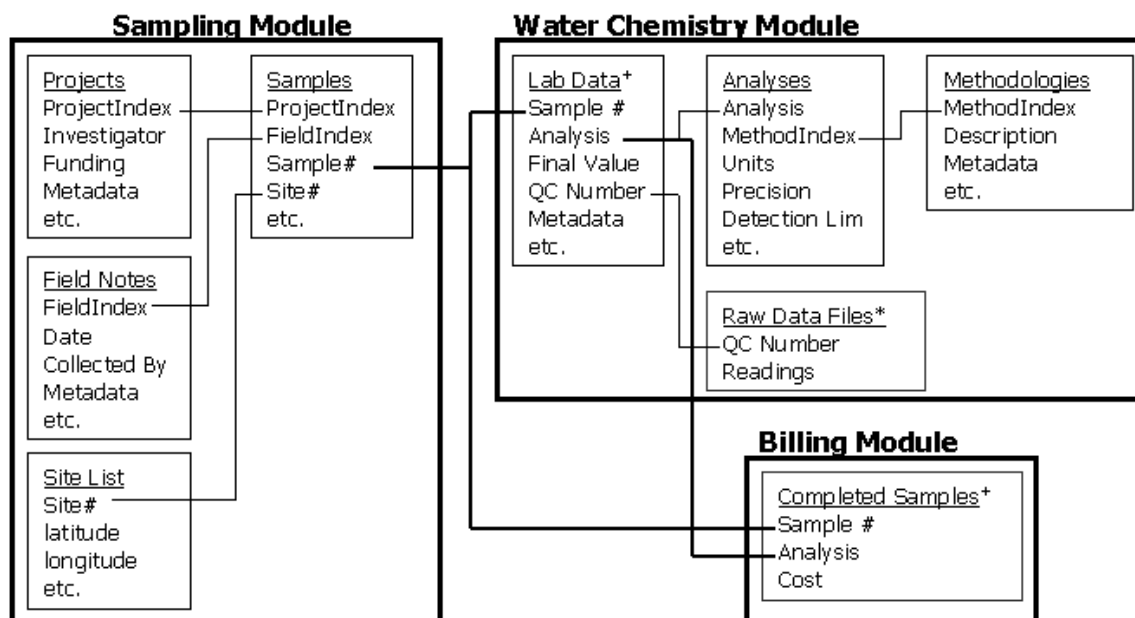 Sampling Module
Projects
ProjectIndex
Investigator
Funding
Metadata
etc.
Samples
ProjectIndex
FieldIndex
Sample#
Site#
etc.
Field Notes
FieldIndex
Date
Collected By
Metadata
etc.
Site List
Site#
latitude
longitude
etc.
Water Chemistry Module
Lab Data+
Sample #
Analysis
Final Value
QC Number
Metadata
etc.
Analyses
Analysis
MethodIndex
Units
Precision
Detection Lim
etc.
Methodologies
MethodIndex
Description
Metadata
etc.
Raw Data Files*
QC Number
Readings
Billing Module
Completed Samples+
Sample #
Analysis
Cost